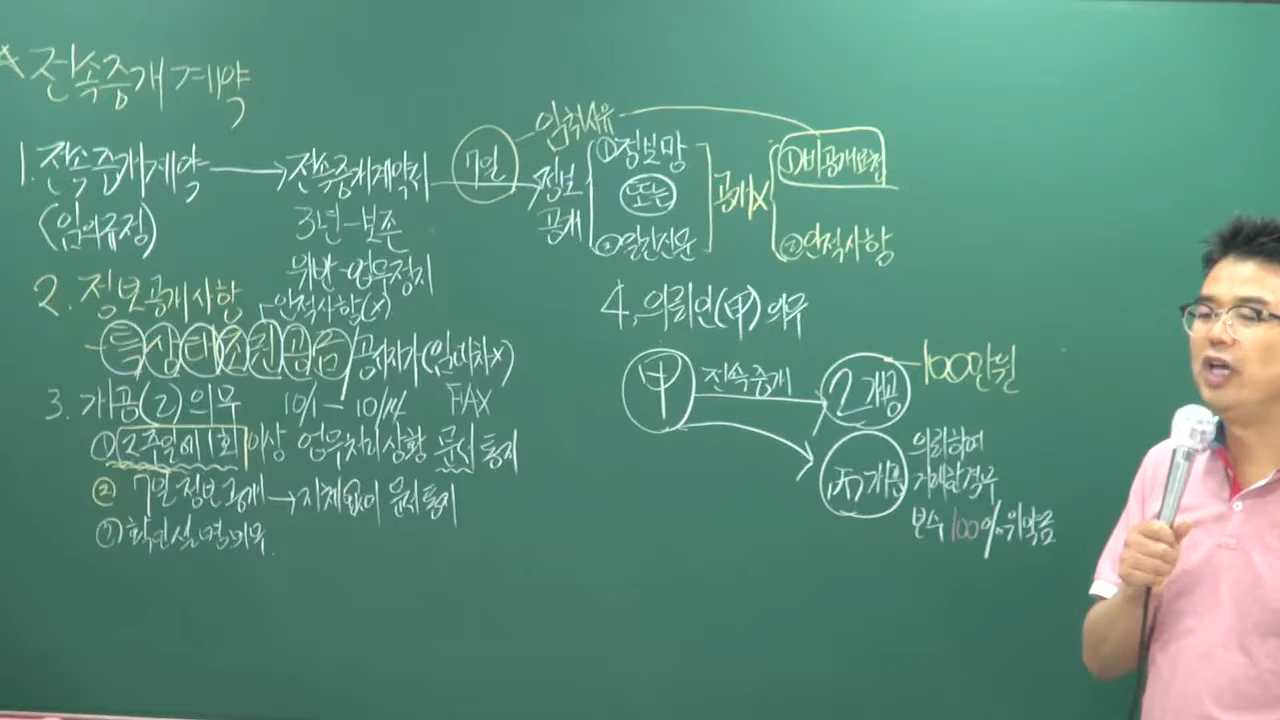 전속중개계약
1. 전속중개계약 → 전속중개계약서
(임의규정)
3년-보존
위반-업무정지
7일
정보
공개
①정보망
또는
②일간신문
공개X
①비공개요청
②인적사항
2. 정보공개사항
인적사항(X)
특 상 태 조 권 공 금 / 공시지가(임대차X)
3. 개공(乙)의무 10/1 - 10/14 FAX
①2주일에 1회 이상 업무처리상황 문서통지
② 7일 정보공개 → 지체없이 문서통지
③확인설명의무.
4. 의뢰인(甲)의무
甲 전속중개 乙개공 100만원
丙개공
의뢰하여
거래한경우
보수 100% 위약금